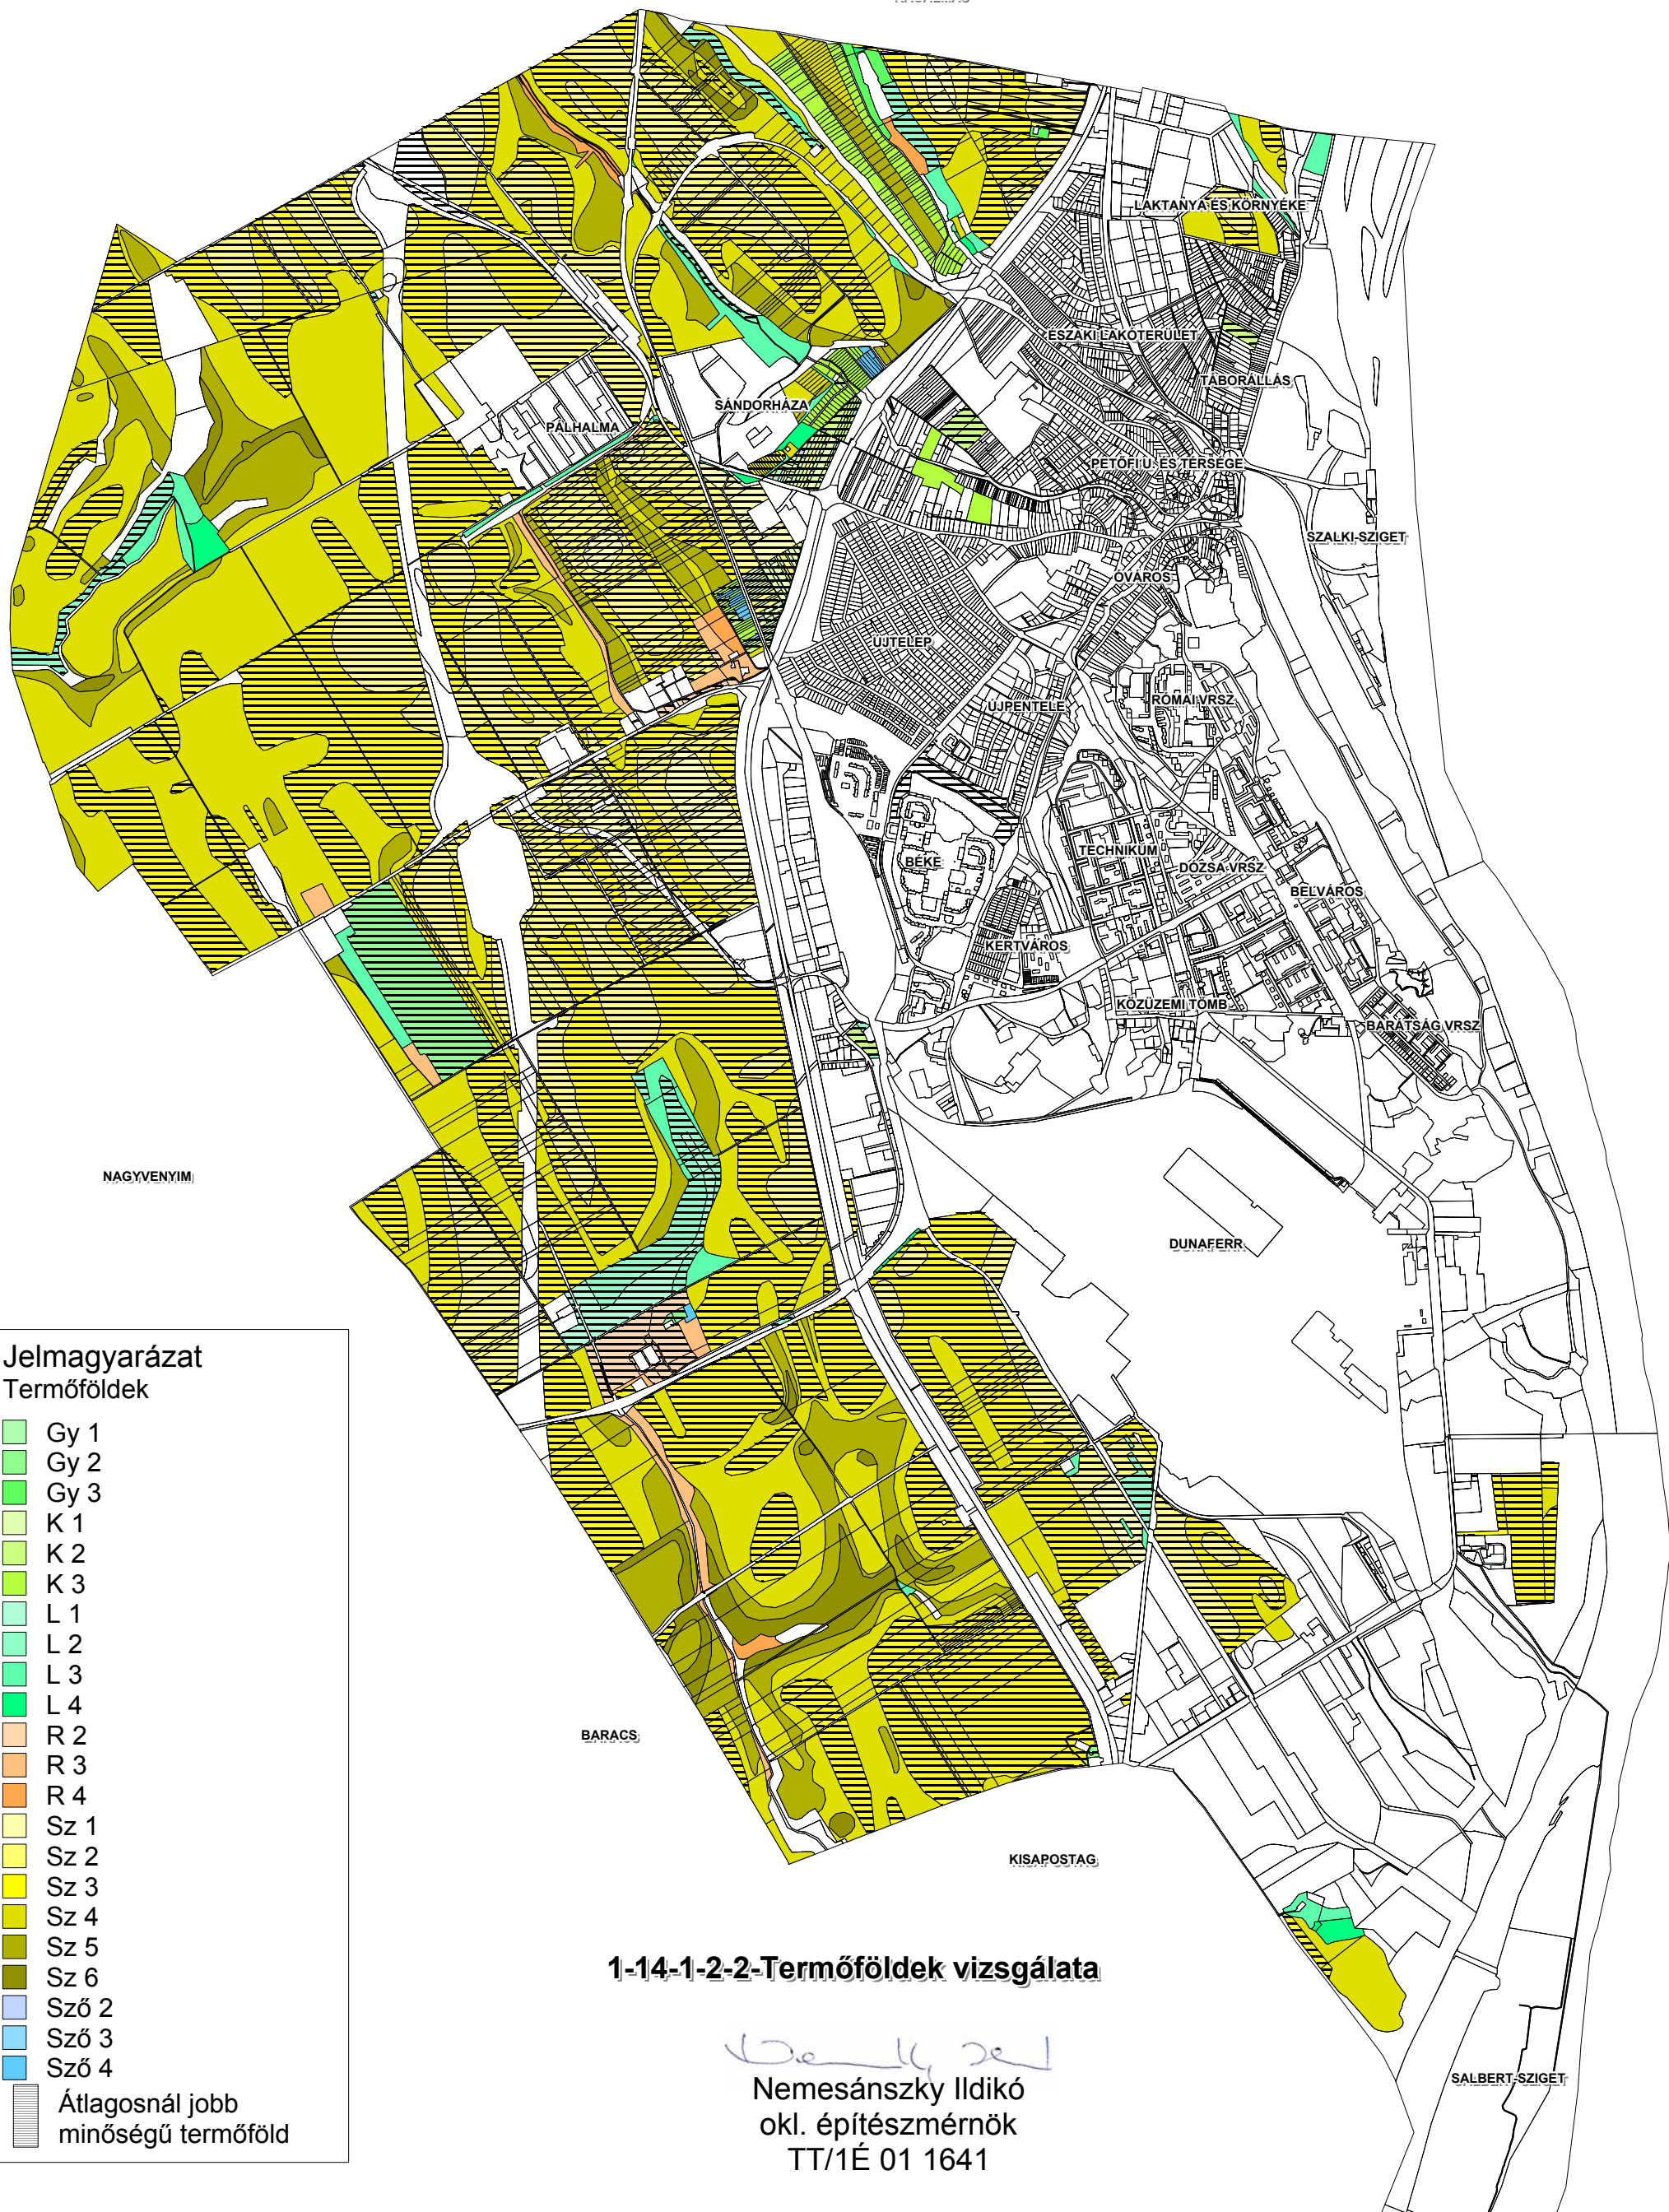 LAKTANYA ÉS KÖRNYÉKE
ÉSZAKI LAKÓTERÜLET
TÁBORÁLLÁS
SÁNDORHÁZA
PÁLHALMA
PETŐFI U. ÉS TÉRSÉGE
SZALKI-SZIGET
ÓVÁROS
ÚJTELEP
RÓMAI VRSZ
ÚJPENTELE
TECHNIKUM
BÉKE
DÓZSA VRSZ
BELVÁROS
KERTVÁROS
KÖZÜZEMI TÖMB
BARÁTSÁG VRSZ
NAGYVENYIM
DUNAFERR
Jelmagyarázat
Termőföldek
Gy 1
Gy 2
Gy 3
K 1
K 2
K 3
L 1
L 2
L 3
L 4
R 2
R 3
R 4
Sz 1
Sz 2
Sz 3
Sz 4
Sz 5
Sz 6
Sző 2
Sző 3
Sző 4
Átlagosnál jobb
minőségű termőföld
BARACS
KISAPOSTAG
1-14-1-2-2-Termőföldek vizsgálata
Nemesánszky Ildikó
okl. építészmérnök
TT/1É 01 1641
SALBERT-SZIGET